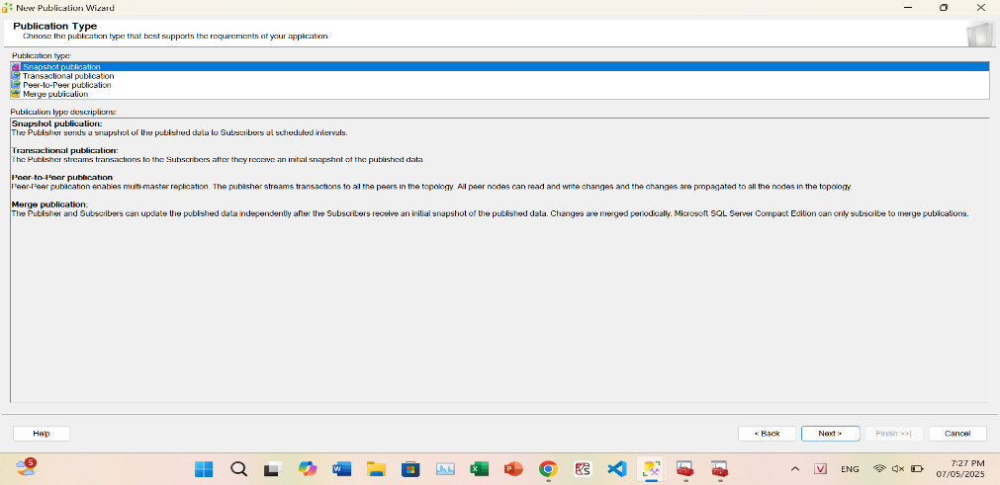 New Publication Wizard
Publication Type
Choose the publication type that best supports the requirements of your application.
Publication type:
Snapshot publication
Transactional publication
Peer-to-Peer publication
Merge publication
Publication type descriptions:
Snapshot publication:
The Publisher sends a snapshot of the published data to Subscribers at scheduled intervals.
Transactional publication:
The Publisher streams transactions to the Subscribers after they receive an initial snapshot of the published data.
Peer-to-Peer publication:
Peer-Peer publication enables multi-master replication. The publisher streams transactions to all the peers in the topology. All peer nodes can read and write changes and the changes are propagated to all the nodes in the topology.
Merge publication:
The Publisher and Subscribers can update the published data independently after the Subscribers receive an initial snapshot of the published data. Changes are merged periodically. Microsoft SQL Server Compact Edition can only subscribe to merge publications.
Help
< Back
Next >
Finish >>|
Cancel
5
W
X
P
V
ENG
7:27 PM
07/05/2025